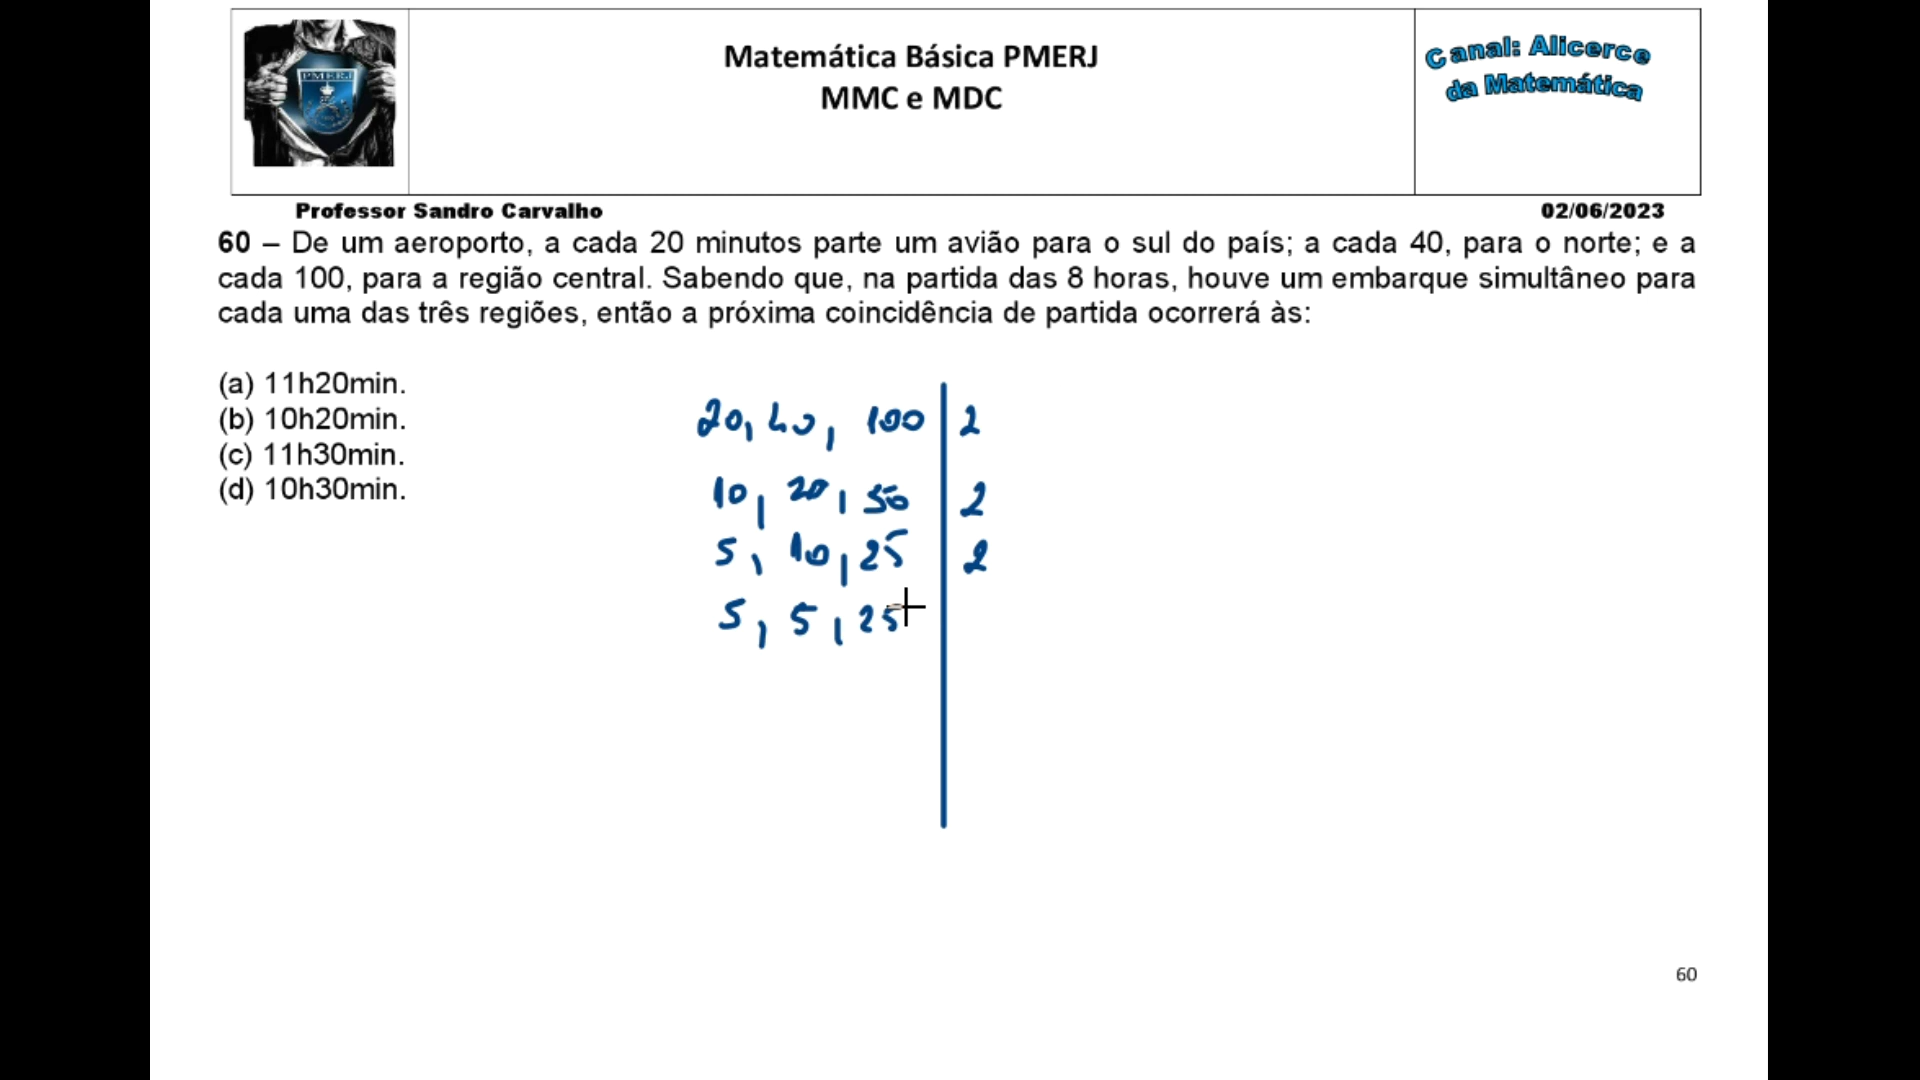 PMERJ
Matemática Básica PMERJ
MMC e MDC
Canal: Alicerce
da Matemática
Professor Sandro Carvalho
02/06/2023
60 – De um aeroporto, a cada 20 minutos parte um avião para o sul do país; a cada 40, para o norte; e a
cada 100, para a região central. Sabendo que, na partida das 8 horas, houve um embarque simultâneo para
cada uma das três regiões, então a próxima coincidência de partida ocorrerá às:
(a) 11h20min.
(b) 10h20min.
(c) 11h30min.
(d) 10h30min.
20, 40, 100 | 2
10, 20, 50 | 2
5, 10, 25 | 2
5, 5, 25
60